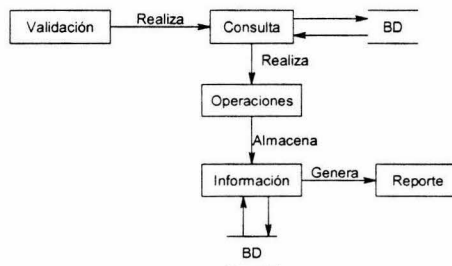 Validación
Realiza
Consulta
BD
Realiza
Operaciones
Almacena
Información
Genera
Reporte
BD